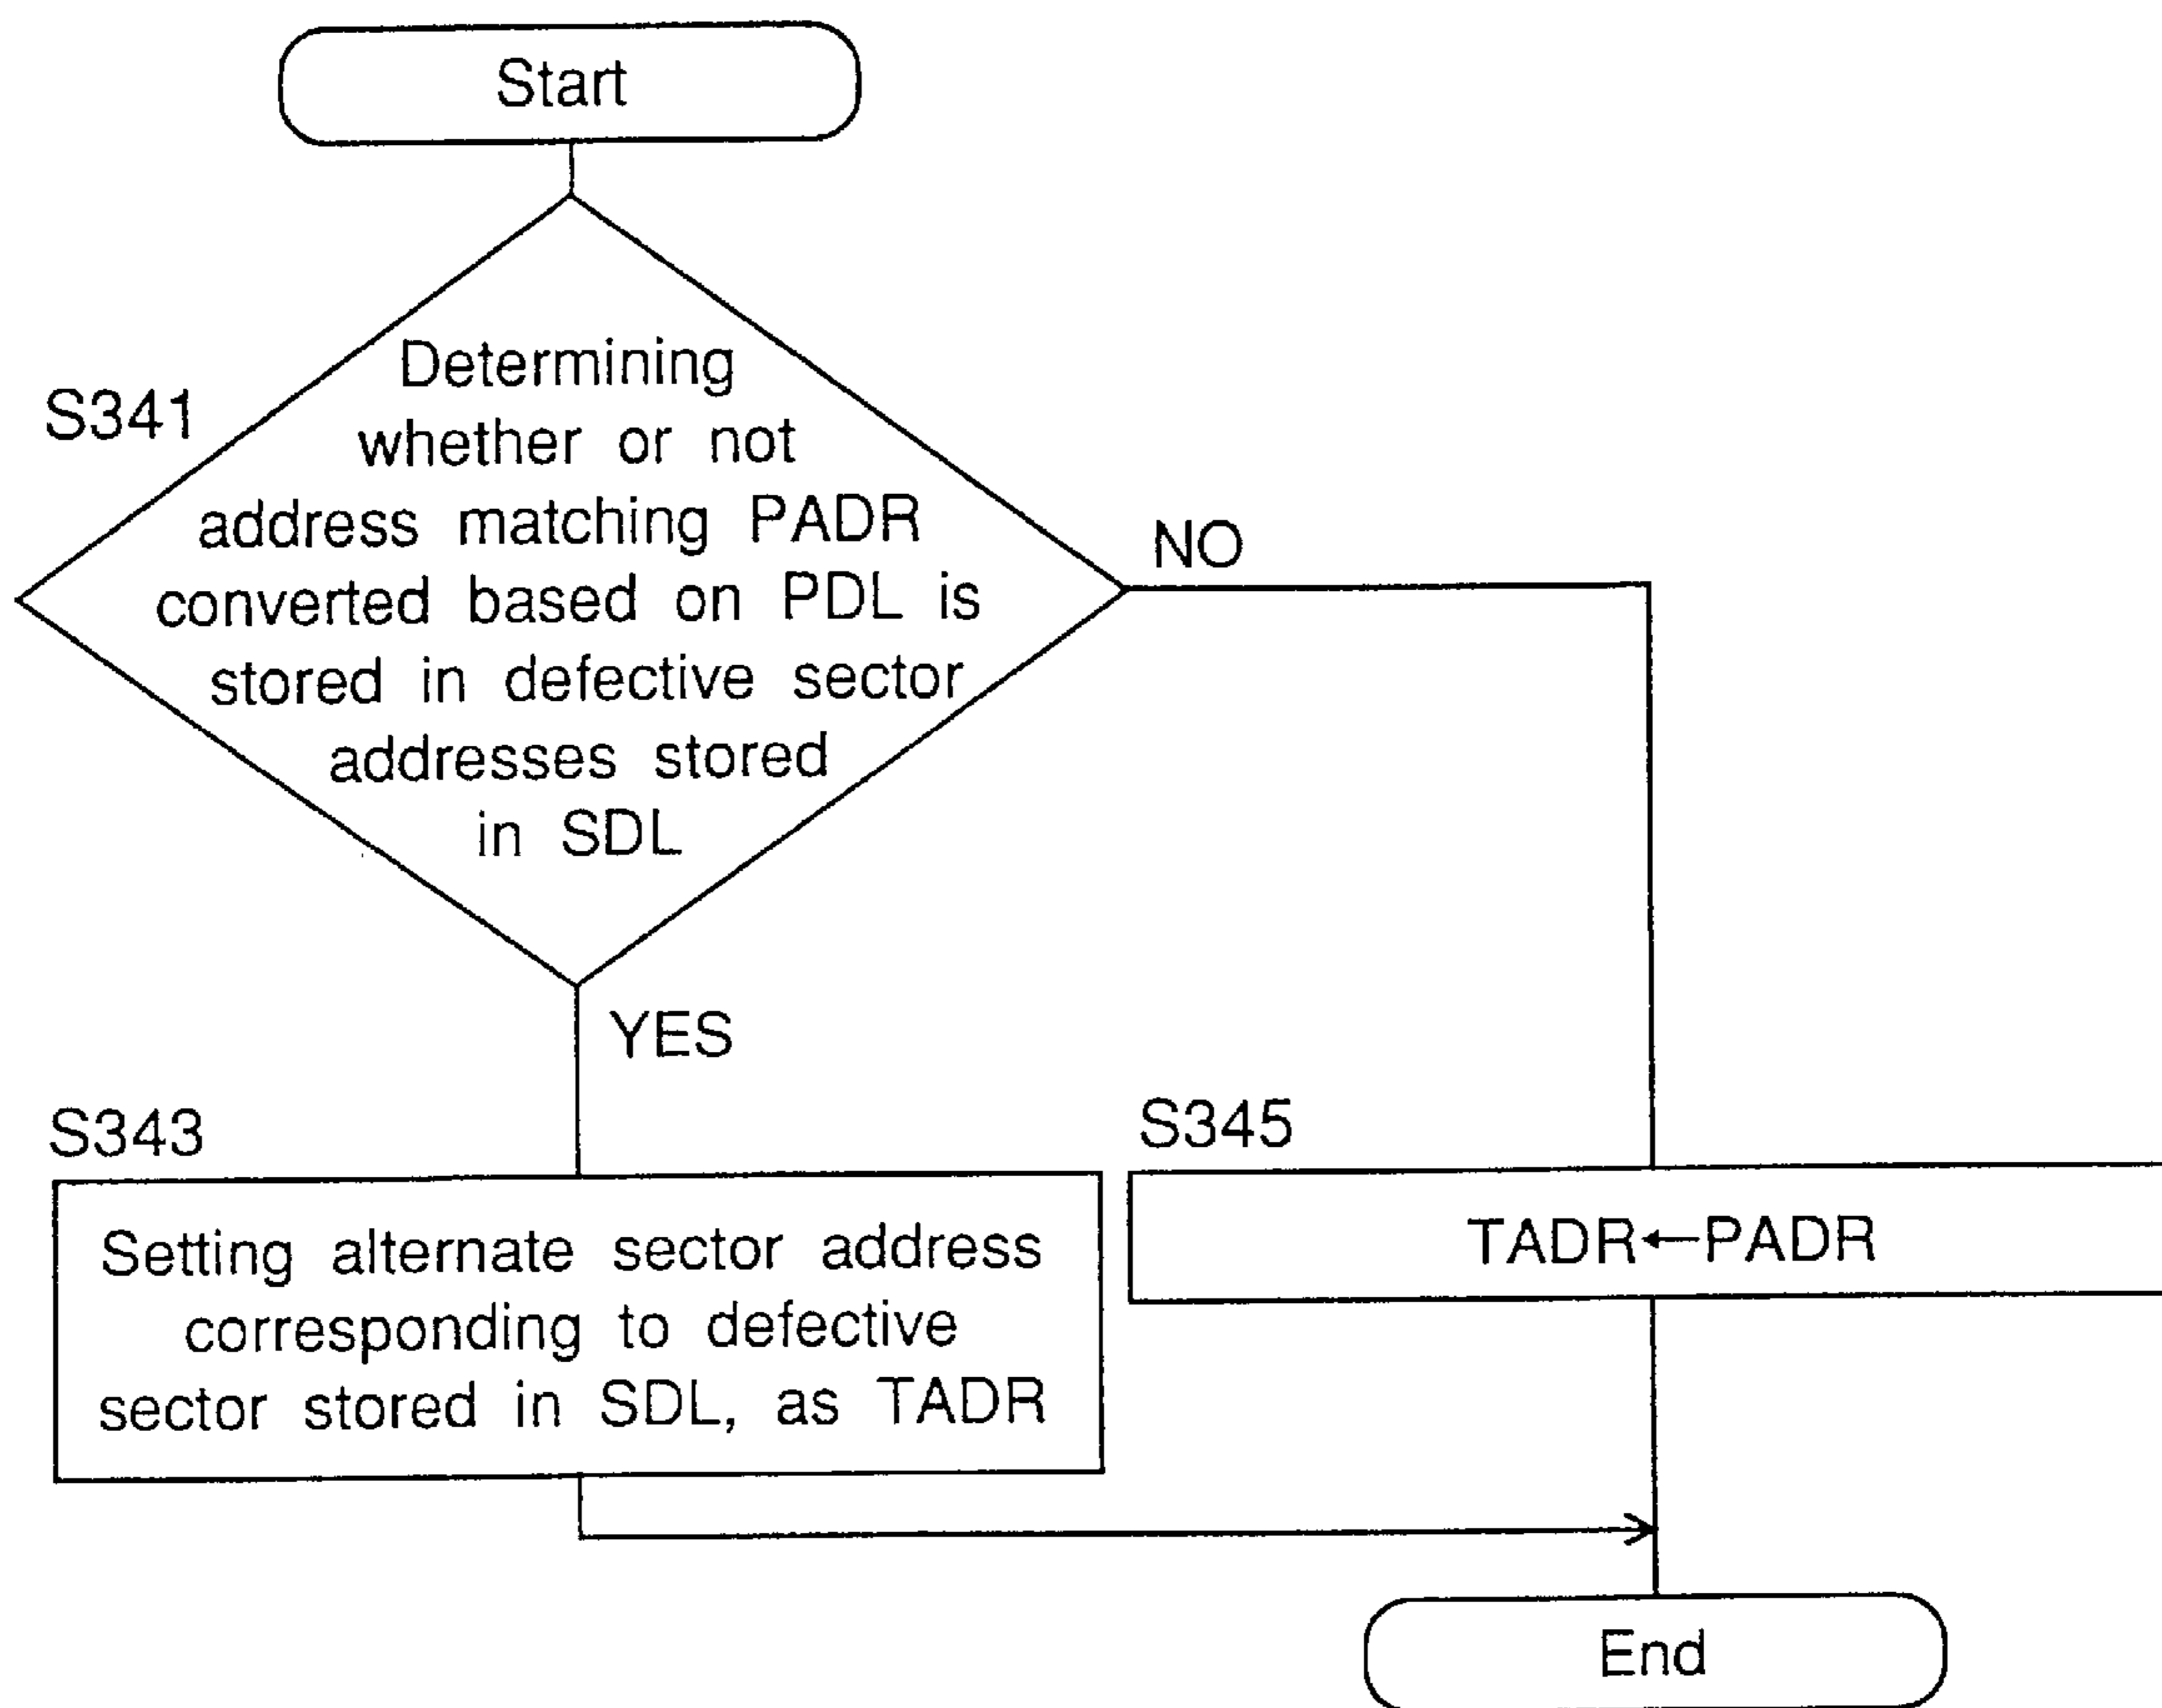 Start
S341
Determining
whether or not
address matching PADR
converted based on PDL is
stored in defective sector
addresses stored
in SDL
NO
YES
S343
Setting alternate sector address
corresponding to defective
sector stored in SDL, as TADR
S345
TADR←PADR
End